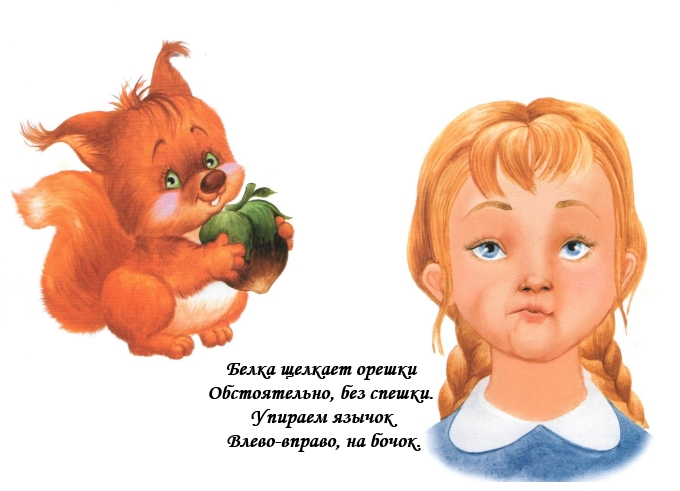 Белка щелкает орешки
Обстоятельно, без спешки.
Упираем язычок
Влево-вправо, на бочок.